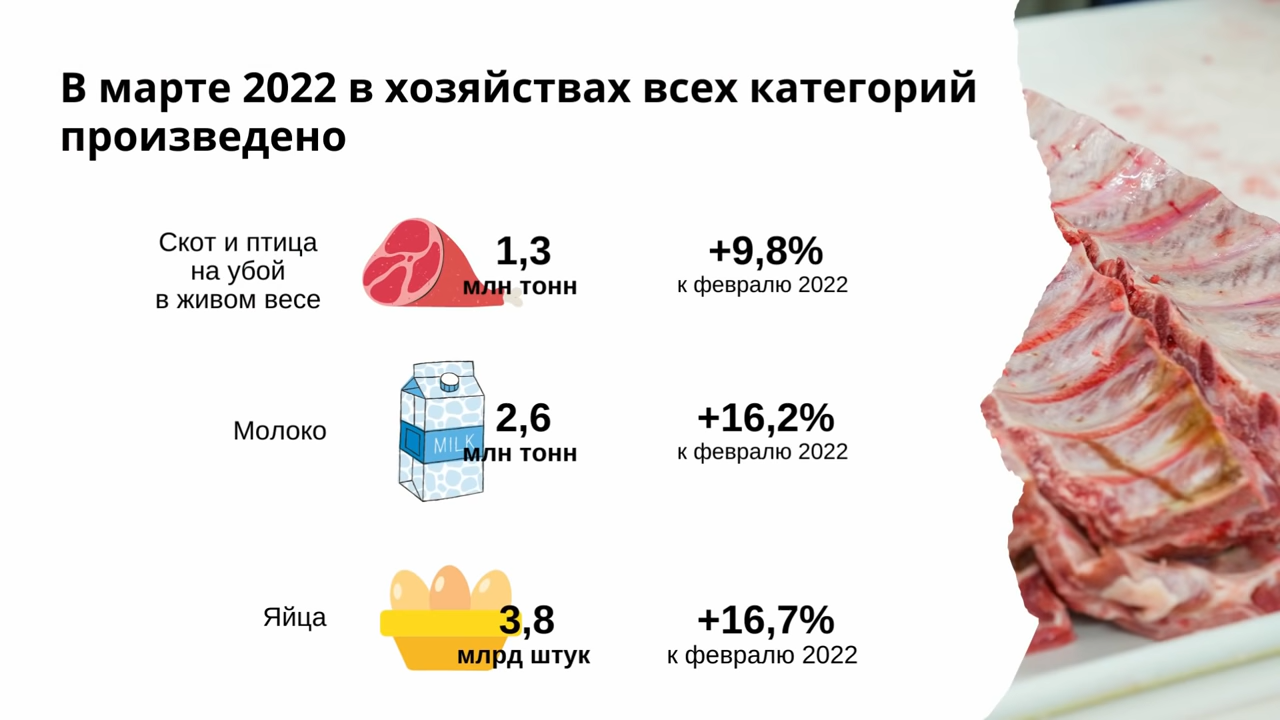 В марте 2022 в хозяйствах всех категорий
произведено
Скот и птица
на убой
в живом весе
1,3
млн тонн
+9,8%
к февралю 2022
Молоко
MILK
2,6
млн тонн
+16,2%
к февралю 2022
Яйца
3,8
млрд штук
+16,7%
к февралю 2022